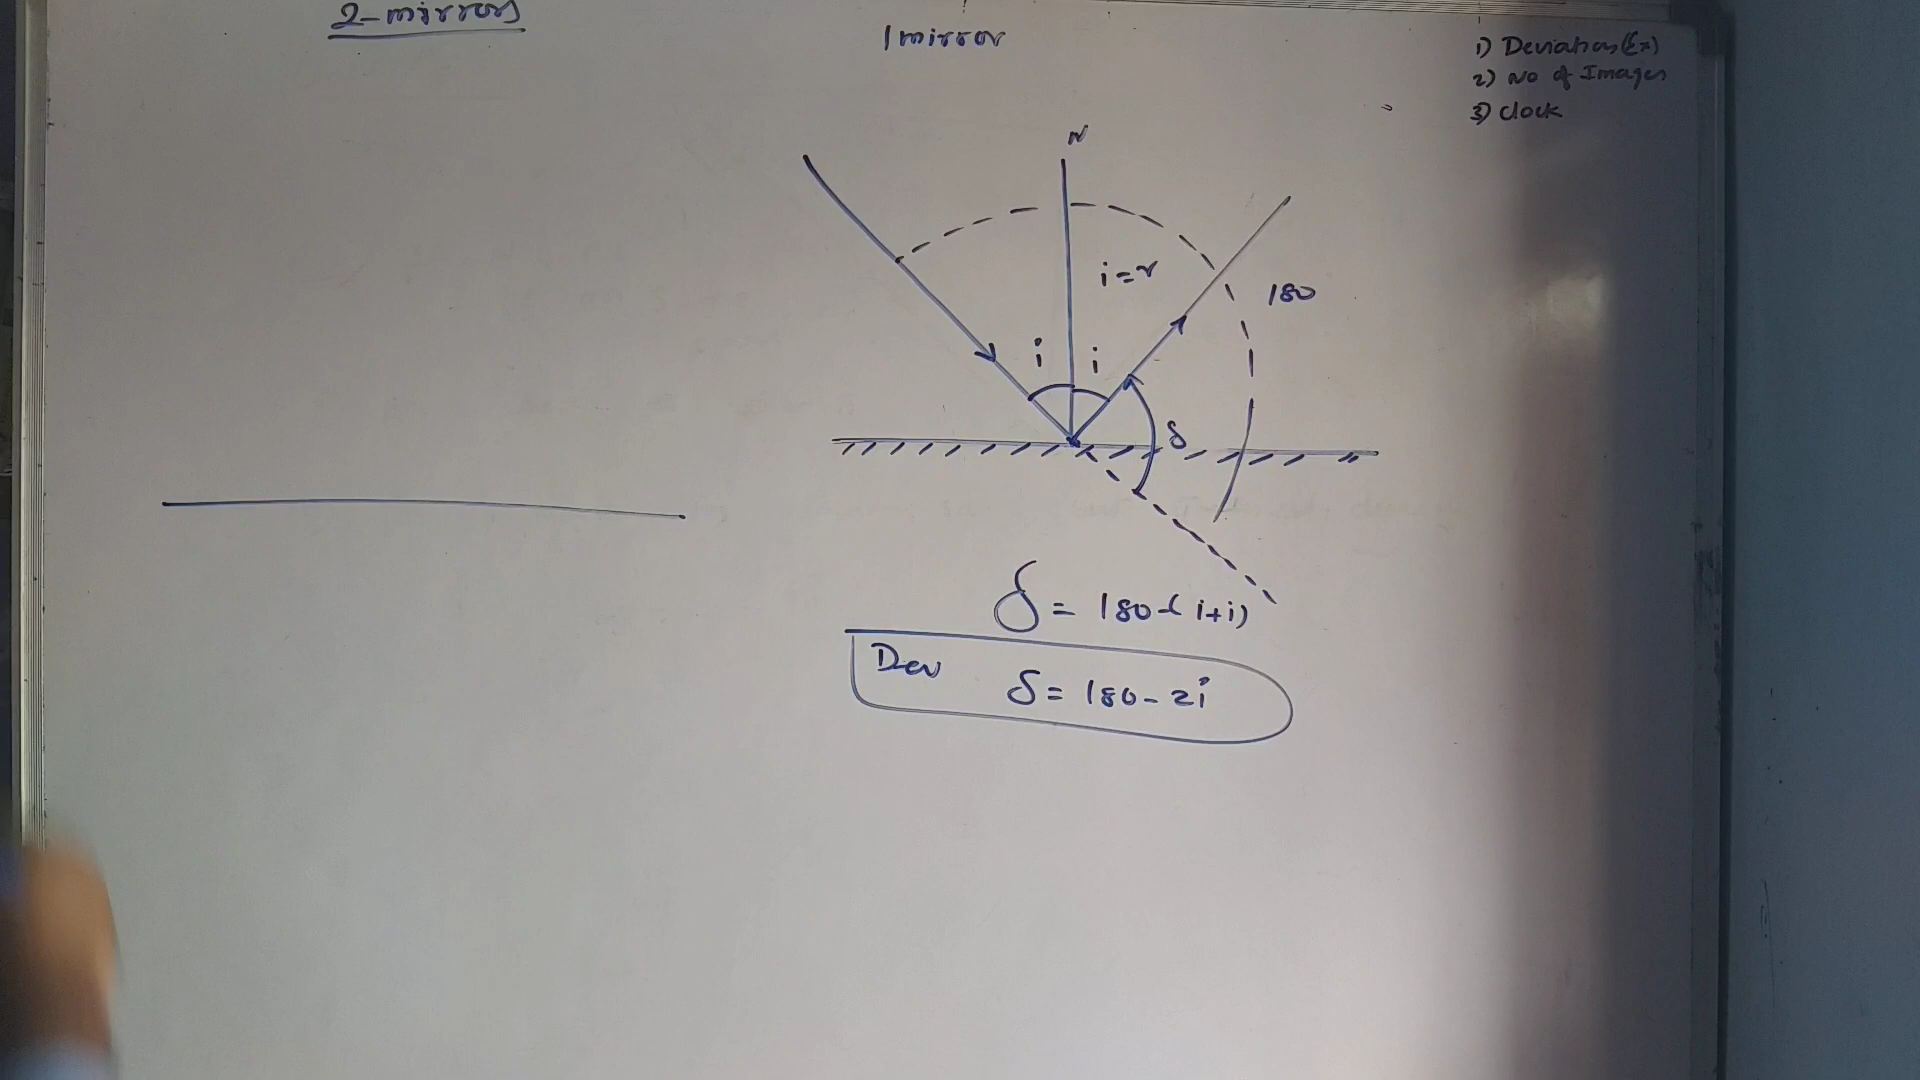 2-mirrors
1 mirror
1) Deviation (Ex)
2) No of Images
3) clock
N
i=r
180
i i
δ
δ = 180-(i+i)
Dev δ = 180-2i